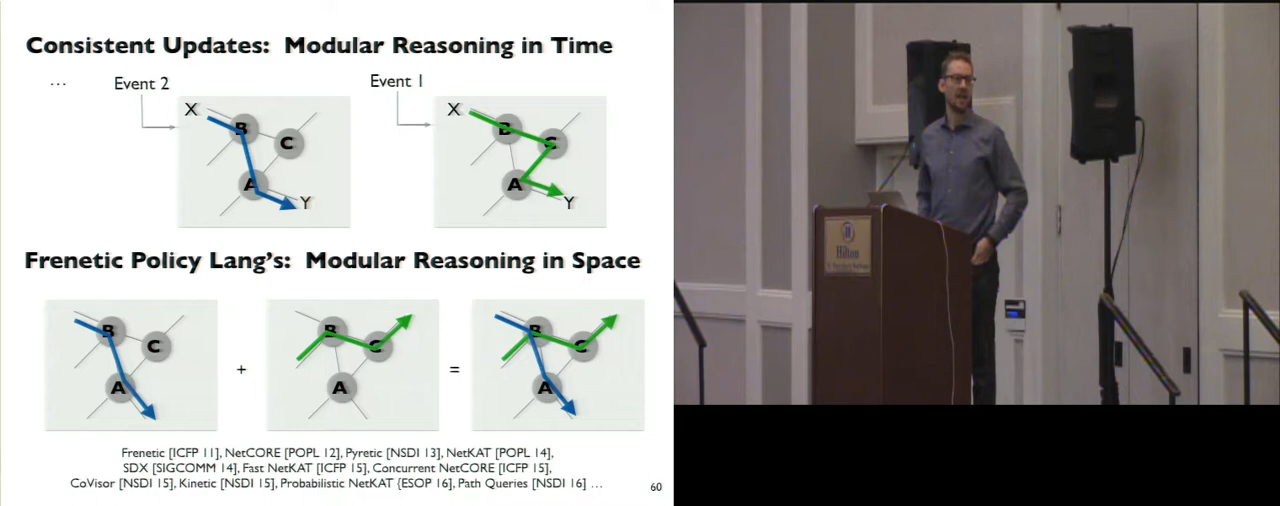 Consistent Updates: Modular Reasoning in Time
...
Event 2
Event 1
X
B
C
A
Y
X
B
C
A
Y
Frenetic Policy Lang's: Modular Reasoning in Space
B
C
A
+
B
C
A
=
B
C
A
Frenetic [ICFP 11], NetCORE [POPL 12], Pyretic [NSDI 13], NetKAT [POPL 14],
SDX [SIGCOMM 14], Fast NetKAT [ICFP 15], Concurrent NetCORE [ICFP 15],
CoVisor [NSDI 15], Kinetic [NSDI 15], Probabilistic NetKAT {ESOP 16], Path Queries [NSDI 16] ...
60
Hilton